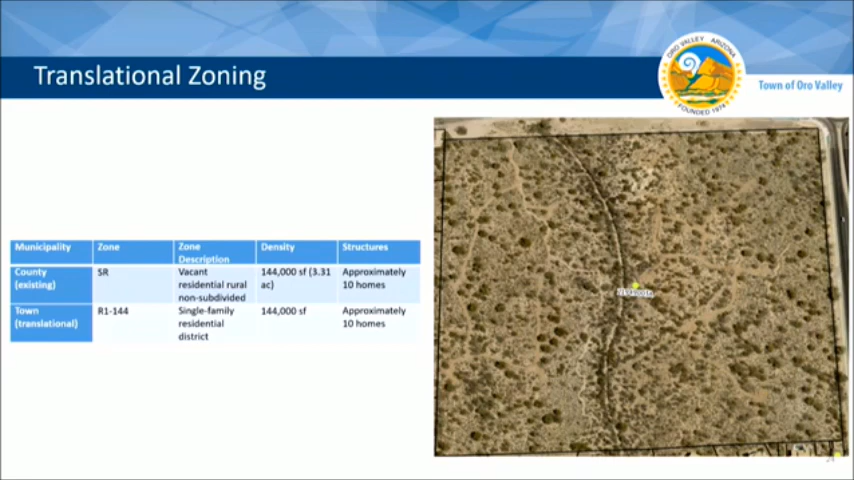 Translational Zoning
ORO VALLEY ARIZONA
FOUNDED 1974
Town of Oro Valley
Municipality Zone Zone Description Density Structures
County (existing) SR Vacant residential rural non-subdivided 144,000 sf (3.31 ac) Approximately 10 homes
Town (translational) R1-144 Single-family residential district 144,000 sf Approximately 10 homes